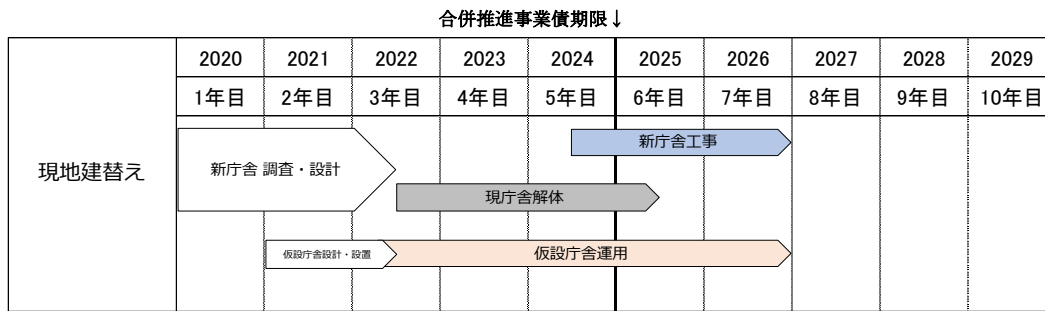 合併推進事業債期限↓
2020 2021 2022 2023 2024 2025 2026 2027 2028 2029
1年目 2年目 3年目 4年目 5年目 6年目 7年目 8年目 9年目 10年目
現地建替え
新庁舎工事
新庁舎 調査・設計
現庁舎解体
仮設庁舎設計・設置
仮設庁舎運用